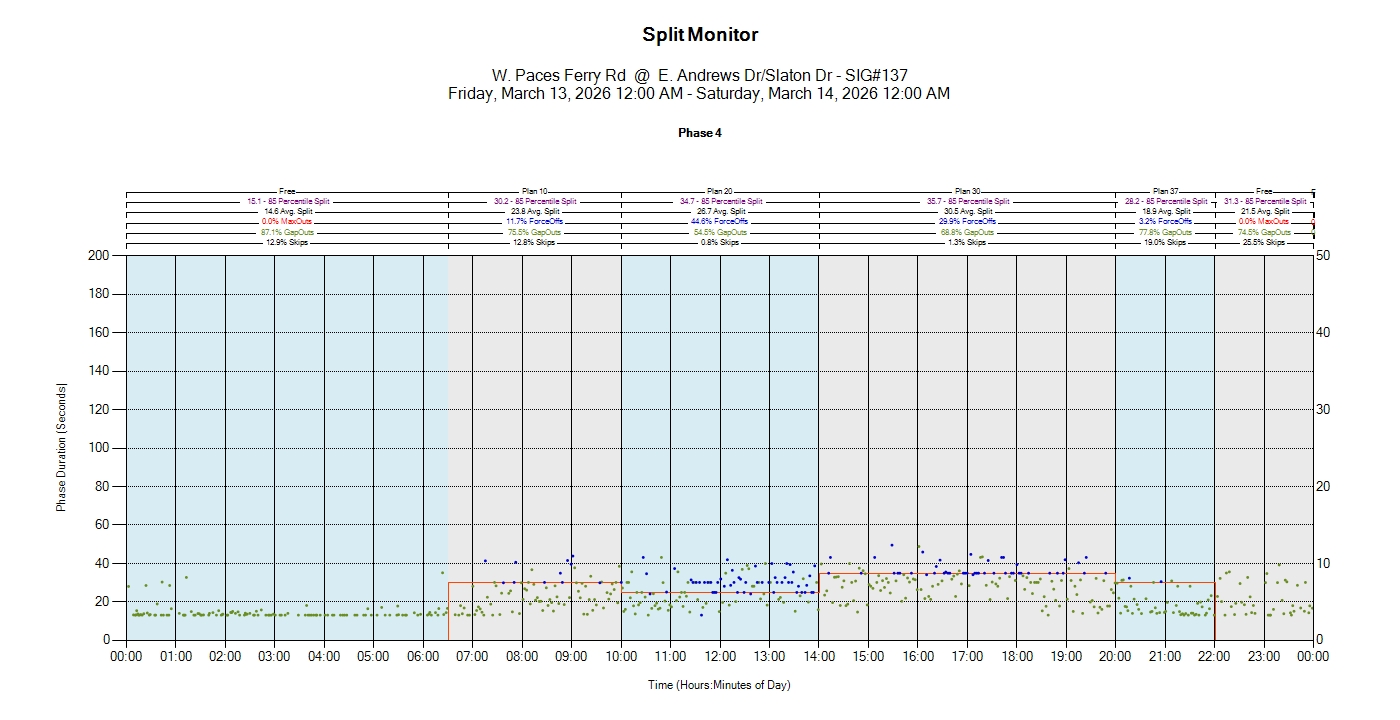 Split Monitor
W. Paces Ferry Rd @ E. Andrews Dr/Slaton Dr - SIG#137
Friday, March 13, 2026 12:00 AM - Saturday, March 14, 2026 12:00 AM
Phase 4
Free Plan 10 Plan 20 Plan 30 Plan 37 Free
15.1 - 85 Percentile Split 30.2 - 85 Percentile Split 34.7 - 85 Percentile Split 35.7 - 85 Percentile Split 28.2 - 85 Percentile Split 31.3 - 85 Percentile Split
14.6 Avg. Split 23.8 Avg. Split 26.7 Avg. Split 30.5 Avg. Split 18.9 Avg. Split 21.5 Avg. Split
0.0% MaxOuts 11.7% ForceOffs 44.6% ForceOffs 29.9% ForceOffs 3.2% ForceOffs 0.0% MaxOuts
87.1% GapOuts 75.5% GapOuts 54.5% GapOuts 68.8% GapOuts 77.8% GapOuts 74.5% GapOuts
12.9% Skips 12.8% Skips 0.8% Skips 1.3% Skips 19.0% Skips 25.5% Skips
200 50
180
160 40
140
120 30
100
80 20
60
40 10
20
0 0
00:00 01:00 02:00 03:00 04:00 05:00 06:00 07:00 08:00 09:00 10:00 11:00 12:00 13:00 14:00 15:00 16:00 17:00 18:00 19:00 20:00 21:00 22:00 23:00 00:00
Phase Duration (Seconds)
Time (Hours:Minutes of Day)